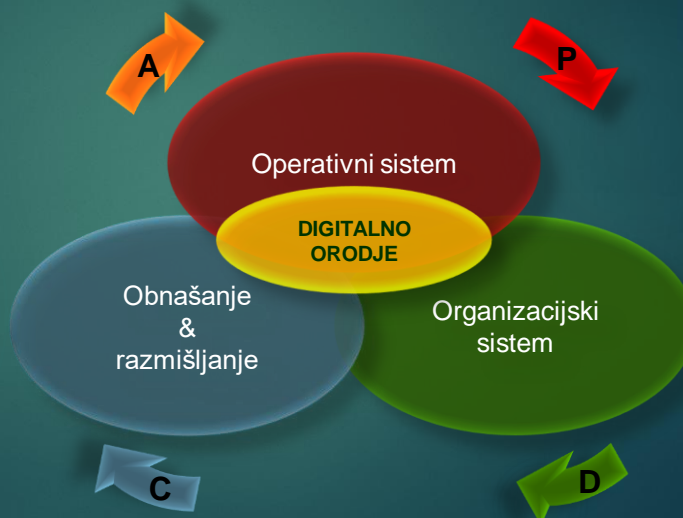 A
P
Operativni sistem
DIGITALNO
ORODJE
Obnašanje
&
razmišljanje
Organizacijski
sistem
C
D